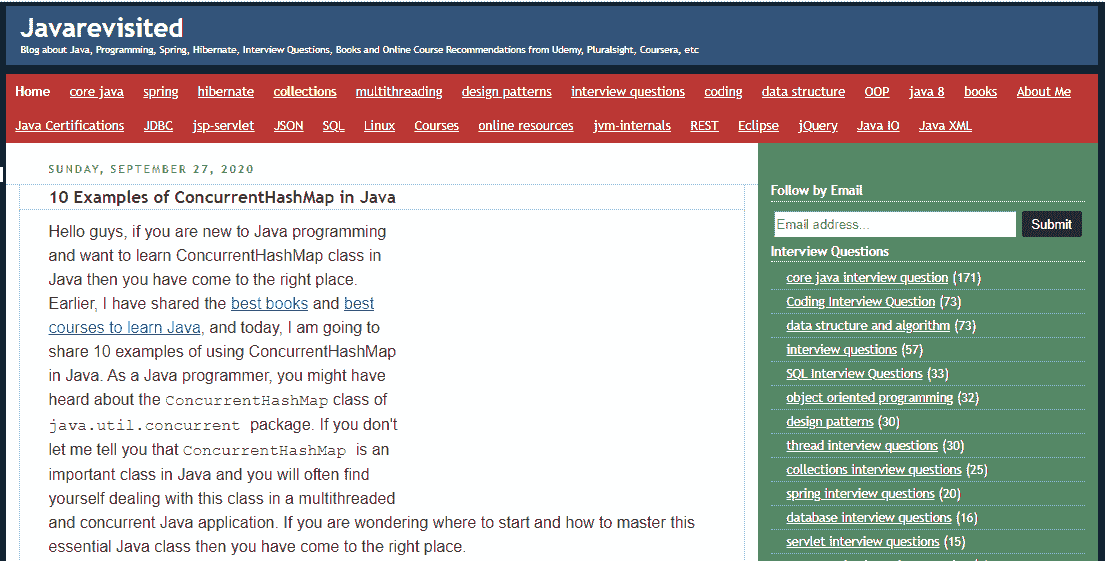 Javarevisited
Blog about Java, Programming, Spring, Hibernate, Interview Questions, Books and Online Course Recommendations from Udemy, Pluralsight, Coursera, etc
Home core java spring hibernate collections multithreading design patterns interview questions coding data structure OOP java 8 books About Me
Java Certifications JDBC jsp-servlet JSON SQL Linux Courses online resources jvm-internals REST Eclipse jQuery Java IO Java XML
SUNDAY, SEPTEMBER 27, 2020
10 Examples of ConcurrentHashMap in Java
Hello guys, if you are new to Java programming
and want to learn ConcurrentHashMap class in
Java then you have come to the right place.
Earlier, I have shared the best books and best
courses to learn Java, and today, I am going to
share 10 examples of using ConcurrentHashMap
in Java. As a Java programmer, you might have
heard about the ConcurrentHashMap class of
java.util.concurrent package. If you don't
let me tell you that ConcurrentHashMap is an
important class in Java and you will often find
yourself dealing with this class in a multithreaded
and concurrent Java application. If you are wondering where to start and how to master this
essential Java class then you have come to the right place.
Follow by Email
Email address...
Submit
Interview Questions
core java interview question (171)
Coding Interview Question (73)
data structure and algorithm (73)
interview questions (57)
SQL Interview Questions (33)
object oriented programming (32)
design patterns (30)
thread interview questions (30)
collections interview questions (25)
spring interview questions (20)
database interview questions (16)
servlet interview questions (15)